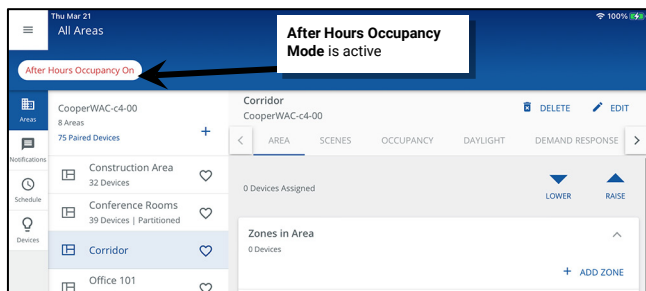 Thu Mar 21
100%
All Areas
After Hours Occupancy
Mode is active
After Hours Occupancy On
Areas
Notifications
Schedule
Devices
CooperWAC-c4-00
8 Areas
75 Paired Devices
+
Construction Area
32 Devices
Conference Rooms
39 Devices | Partitioned
Corridor
Office 101
Corridor
CooperWAC-c4-00
DELETE
EDIT
AREA SCENES OCCUPANCY DAYLIGHT DEMAND RESPONSE
0 Devices Assigned
LOWER
RAISE
Zones in Area
0 Devices
+ ADD ZONE